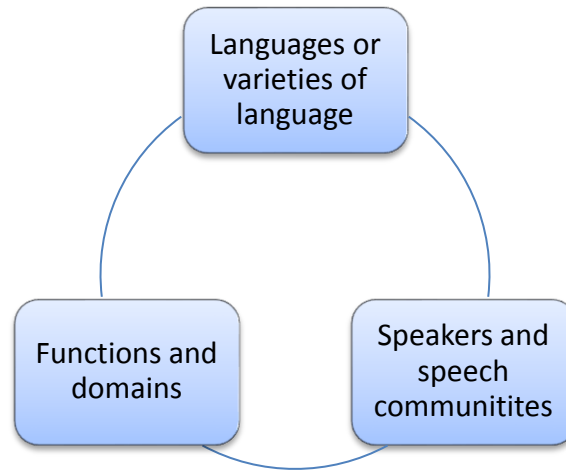 Languages or
varieties of
language
Functions and
domains
Speakers and
speech
communitites